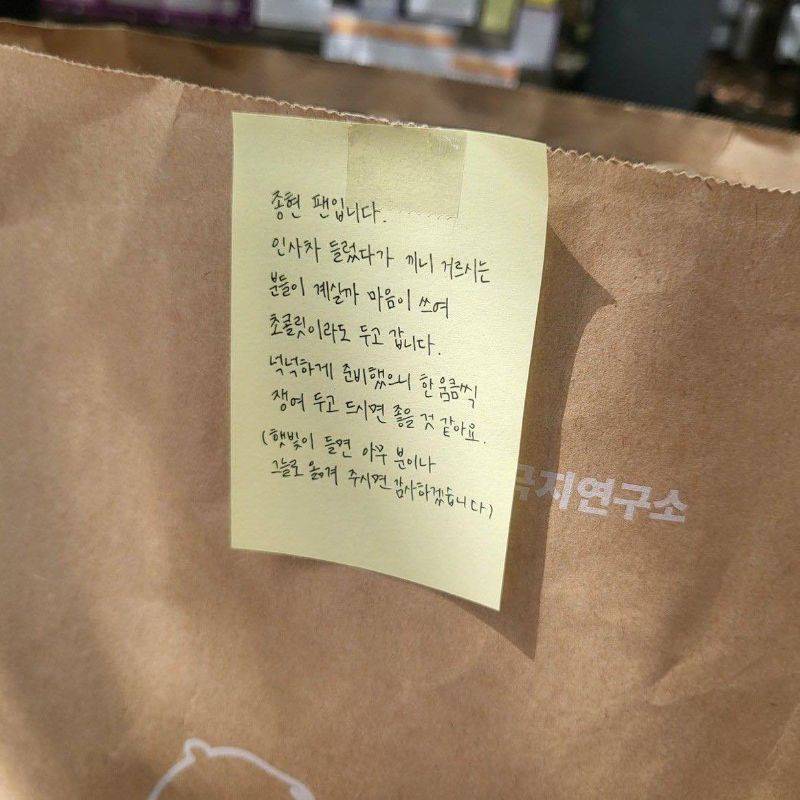 종현 팬입니다.
인사차 들렀다가 끼니 거르시는
분들이 계실까 마음이 쓰여
초콜릿이라도 두고 갑니다.
넉넉하게 준비했으니 한 움큼씩
쟁여 두고 드시면 좋을 것 같아요.
(햇빛이 들면 아무 분이나
그늘로 옮겨 주시면 감사하겠습니다)
극지연구소